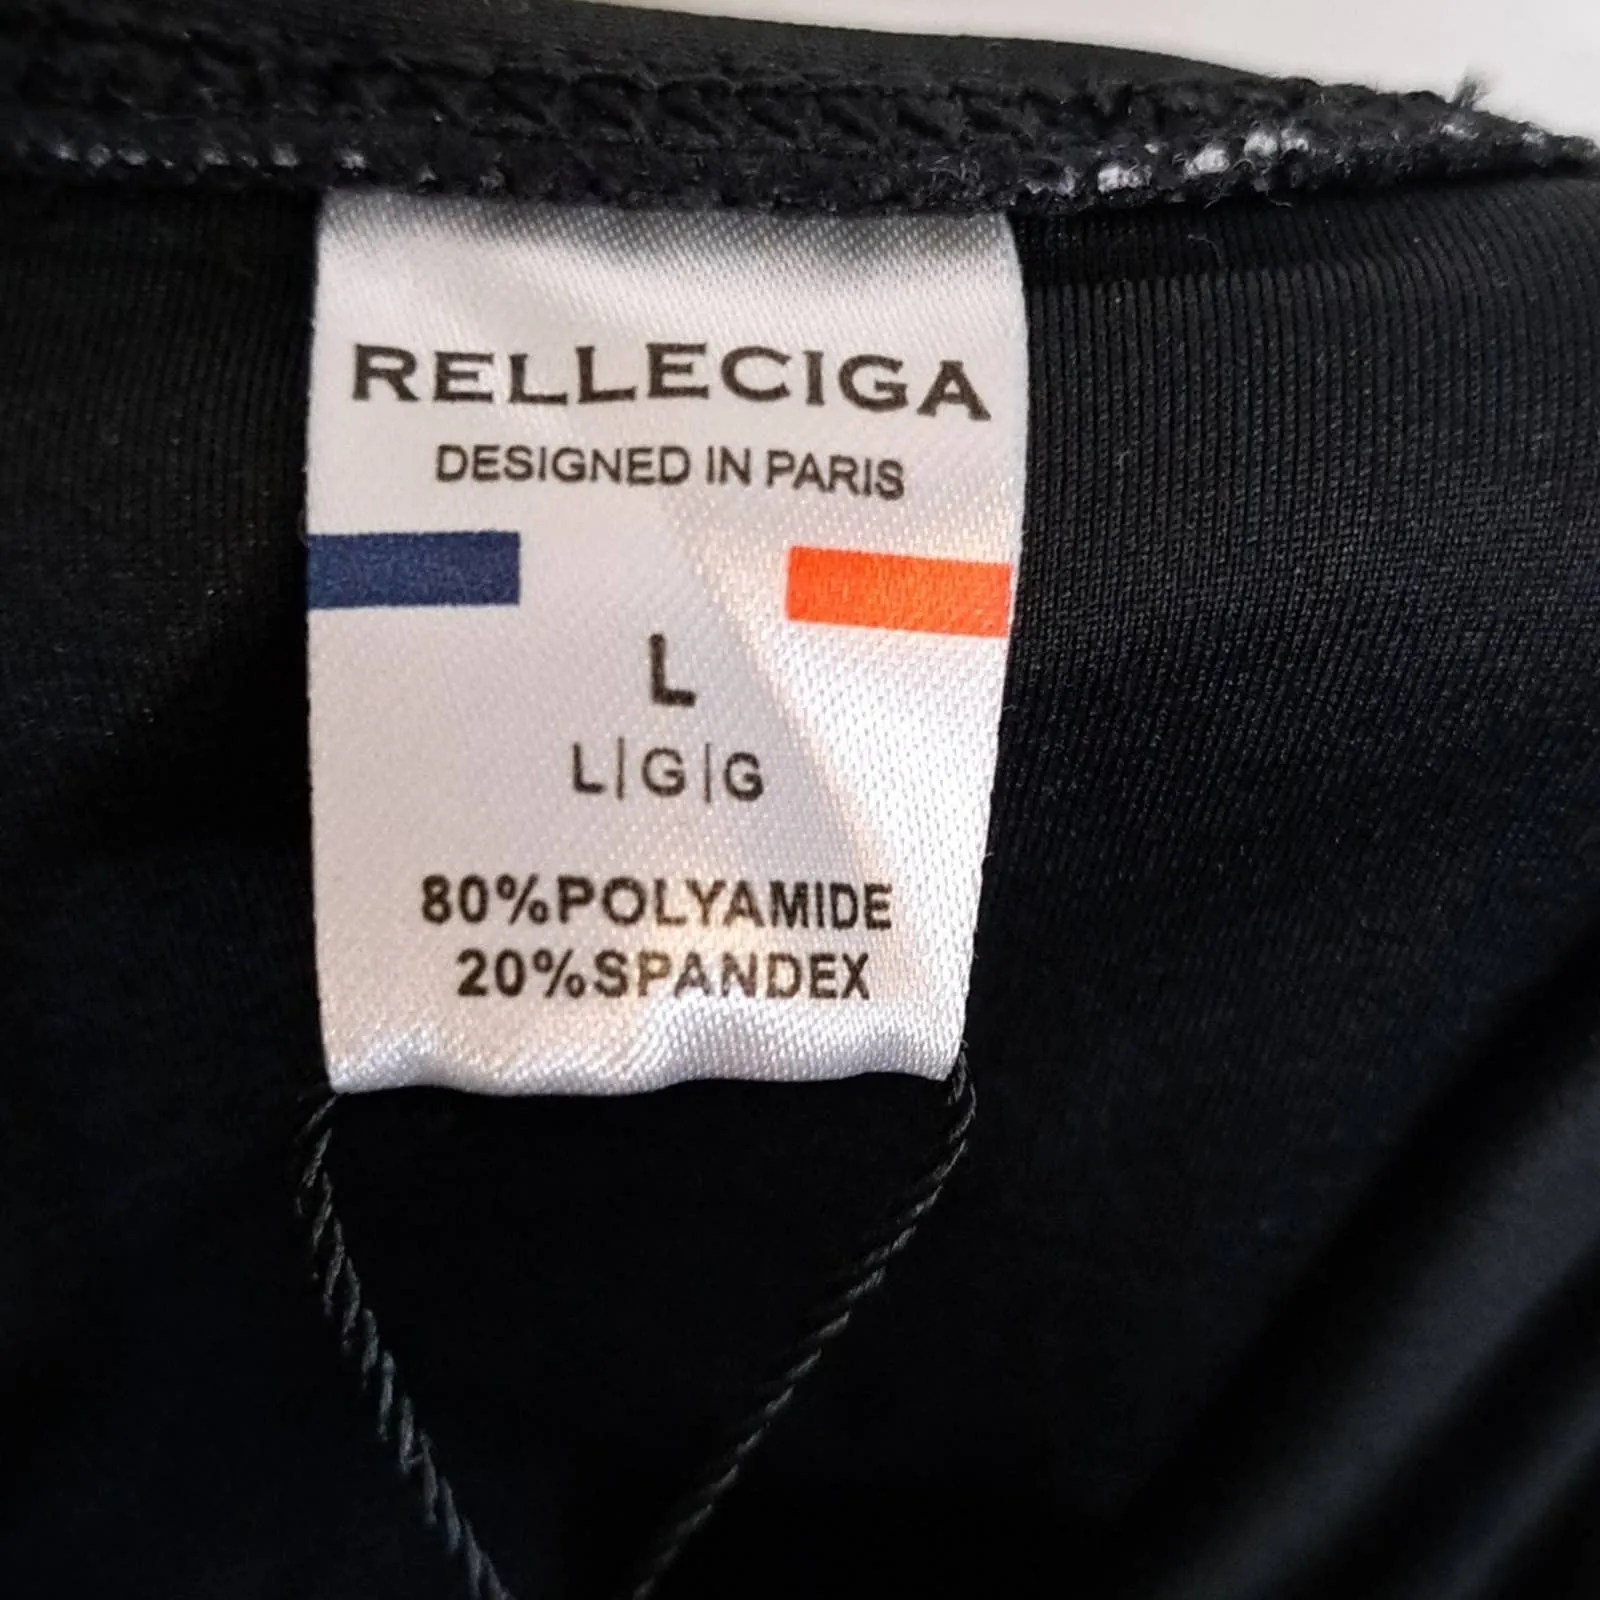 RELLECIGA
DESIGNED IN PARIS
L
L|G|G
80%POLYAMIDE
20%SPANDEX